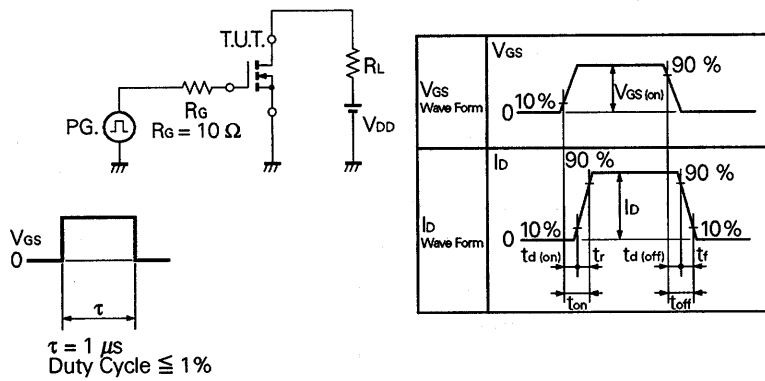 T.U.T.
RL
RG
RG = 10 Ω
PG.
VDD
VGS
0
τ
τ = 1 μs
Duty Cycle ≦ 1%
VGS
Wave Form
VGS
90 %
10%
VGS (on)
0
ID
Wave Form
ID
90 %
90 %
ID
0
10%
10%
td (on)
tr
td (off)
tf
ton
toff